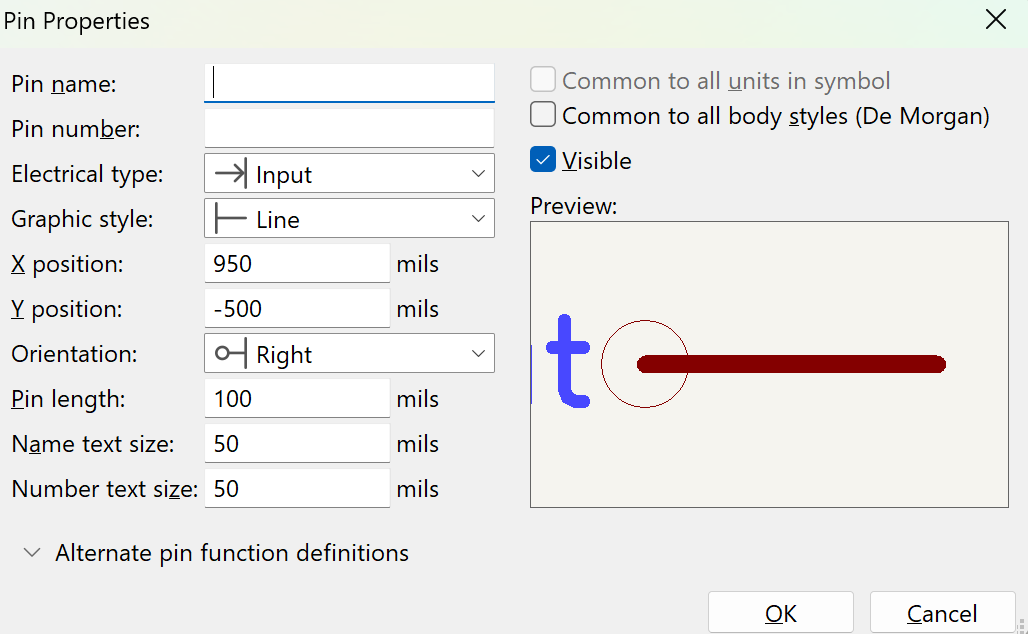 Pin Properties
Pin name:
Pin number:
Electrical type: Input
Graphic style: Line
X position: 950 mils
Y position: -500 mils
Orientation: Right
Pin length: 100 mils
Name text size: 50 mils
Number text size: 50 mils
Alternate pin function definitions
Common to all units in symbol
Common to all body styles (De Morgan)
Visible
Preview:
t
OK Cancel